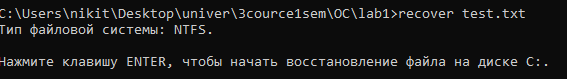 C:\Users\nikit\Desktop\univer\3cource1sem\OC\lab1>recover test.txt
Тип файловой системы: NTFS.
Нажмите клавишу ENTER, чтобы начать восстановление файла на диске C:.